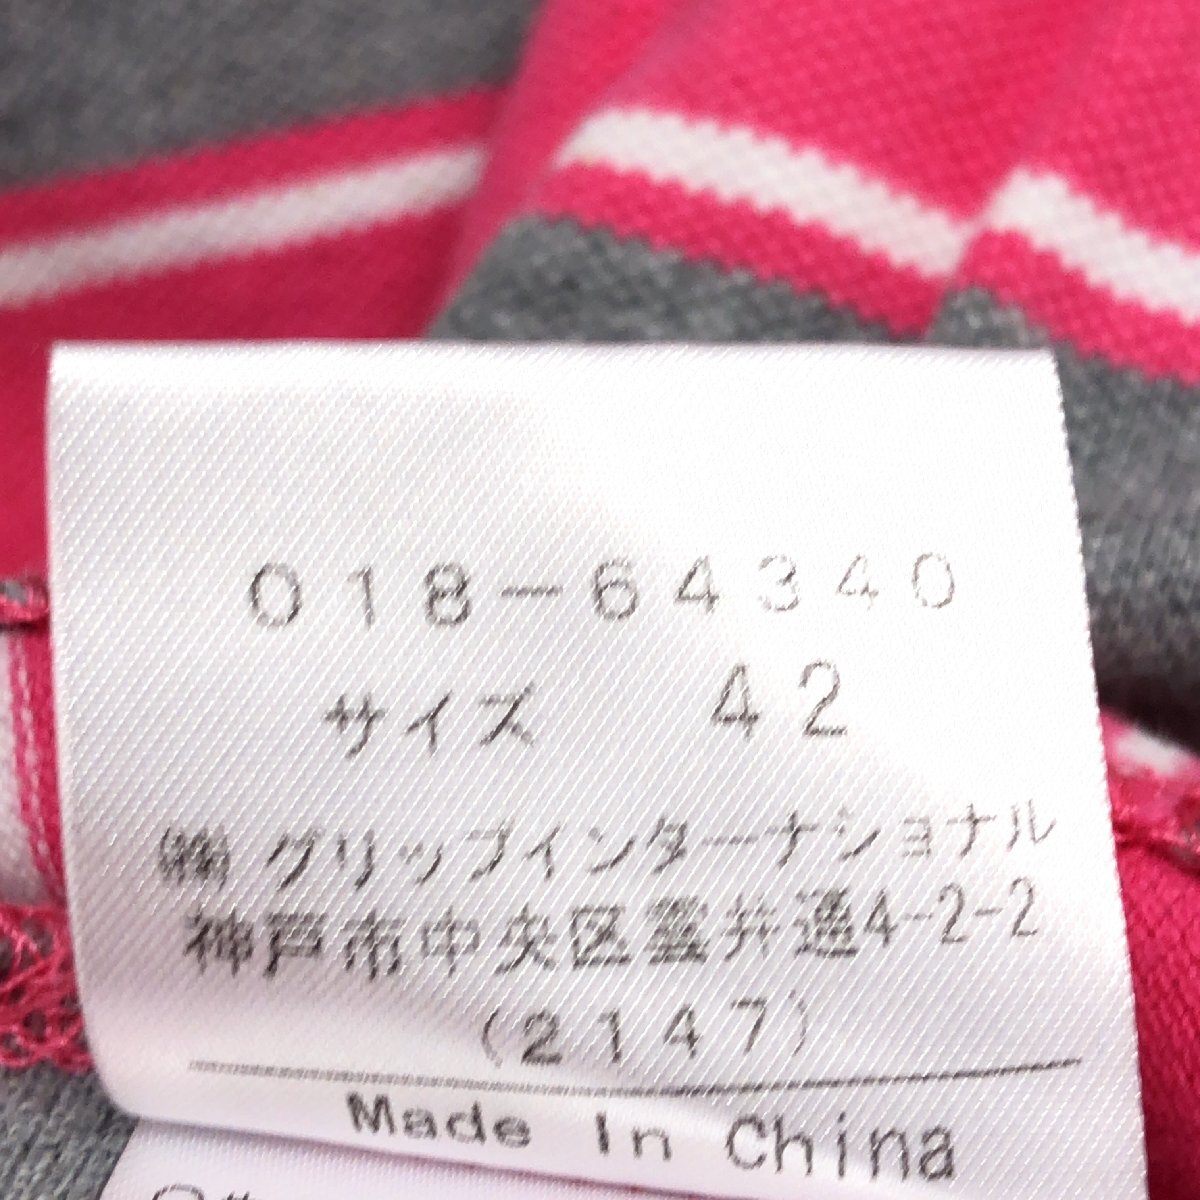 018-64340
サイズ 42
㈱グリップインターナショナル
神戸市中央区雲井通4-2-2
(2147)
Made In China